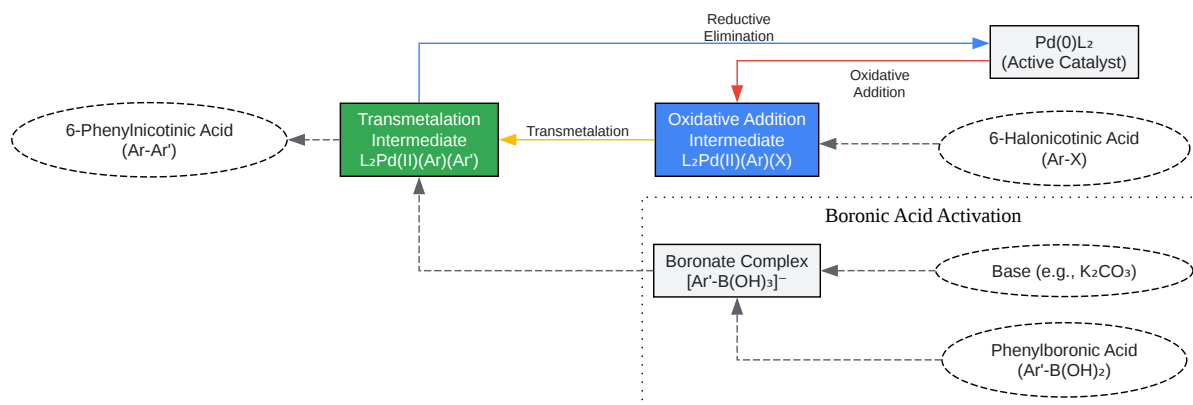 Reductive
Elimination
Pd(0)L₂
(Active Catalyst)
Oxidative
Addition
6-Phenylnicotinic Acid
(Ar-Ar')
Transmetalation
Intermediate
L₂Pd(II)(Ar)(Ar')
Transmetalation
Oxidative Addition
Intermediate
L₂Pd(II)(Ar)(X)
6-Halonicotinic Acid
(Ar-X)
Boronic Acid Activation
Boronate Complex
[Ar'-B(OH)₃]⁻
Base (e.g., K₂CO₃)
Phenylboronic Acid
(Ar'-B(OH)₂)